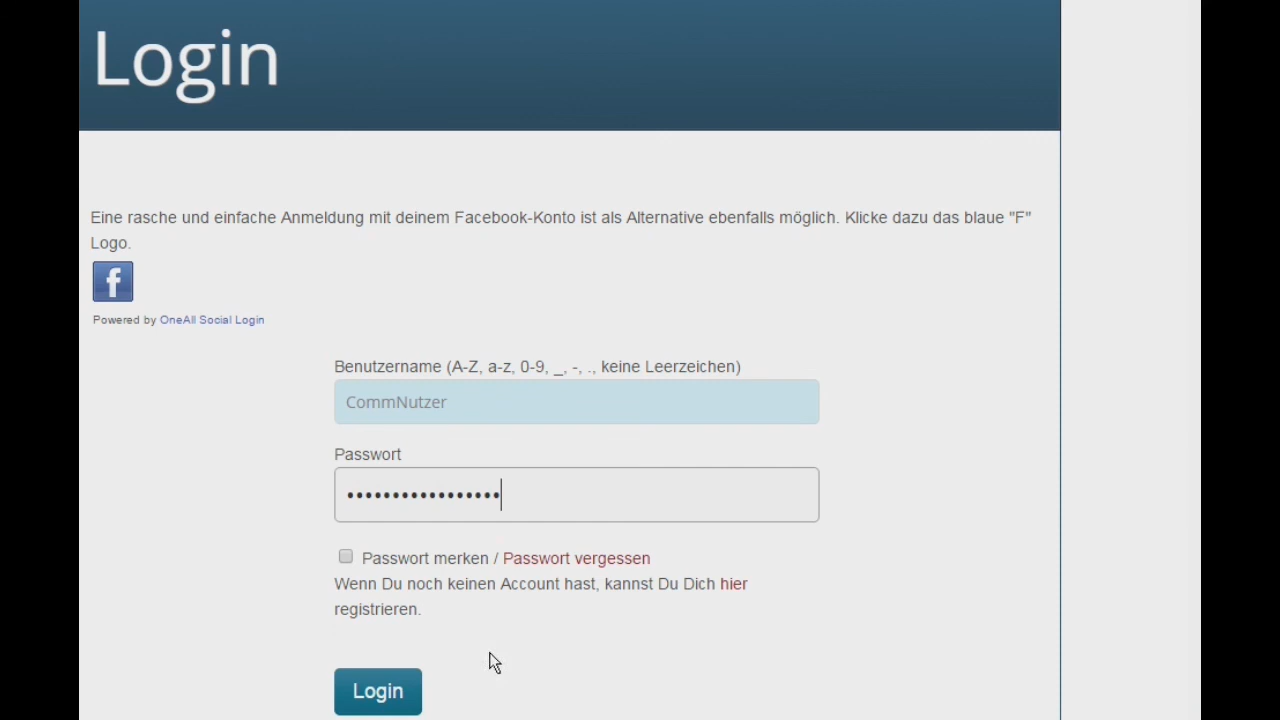 Login
Eine rasche und einfache Anmeldung mit deinem Facebook-Konto ist als Alternative ebenfalls möglich. Klicke dazu das blaue "F"
Logo.
f
Powered by OneAll Social Login
Benutzername (A-Z, a-z, 0-9, _, -, ., keine Leerzeichen)
CommNutzer
Passwort
•••••••••••••••••
Passwort merken / Passwort vergessen
Wenn Du noch keinen Account hast, kannst Du Dich hier
registrieren.
Login